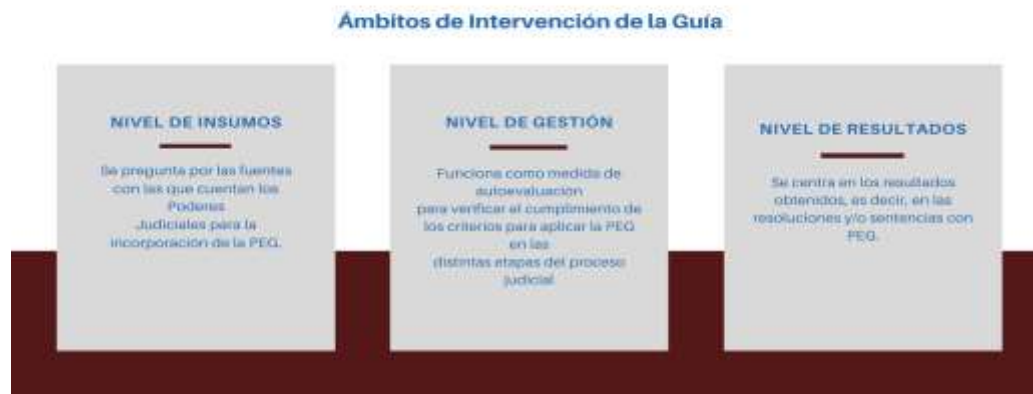 Ámbitos de Intervención de la Guía
NIVEL DE INSUMOS
Se pregunta por las fuentes
con las que cuentan los
Poderes
Judiciales para la
incorporación de la PEG.
NIVEL DE GESTIÓN
Funciona como medida de
autoevaluación
para verificar el cumplimiento de
los criterios para aplicar la PEG
en las
distintas etapas del proceso
judicial
NIVEL DE RESULTADOS
Se centra en los resultados
obtenidos, es decir, en las
resoluciones y/o sentencias con
PEG.